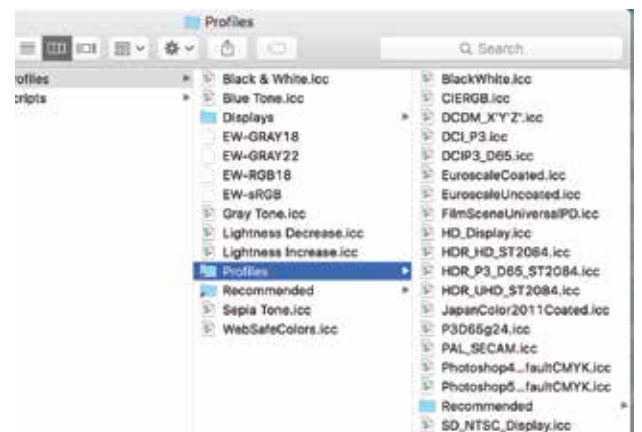 Profiles
Search
ofiles
cripts
Black & White.icc
Blue Tone.icc
Displays
EW-GRAY18
EW-GRAY22
EW-RGB18
EW-sRGB
Gray Tone.icc
Lightness Decrease.icc
Lightness Increase.icc
Profiles
Recommended
Sepia Tone.icc
WebSafeColors.icc
BlackWhite.icc
CIERGB.icc
DCDM_X'Y'Z'.icc
DCI_P3.icc
DCIP3_D65.icc
EuroscaleCoated.icc
EuroscaleUncoated.icc
FilmSceneUniversalPD.icc
HD_Display.icc
HDR_HD_ST2084.icc
HDR_P3_D65_ST2084.icc
HDR_UHD_ST2084.icc
JapanColor2011Coated.icc
P3D65g24.icc
PAL_SECAM.icc
Photoshop4...faultCMYK.icc
Photoshop5...faultCMYK.icc
Recommended
SD_NTSC_Display.icc